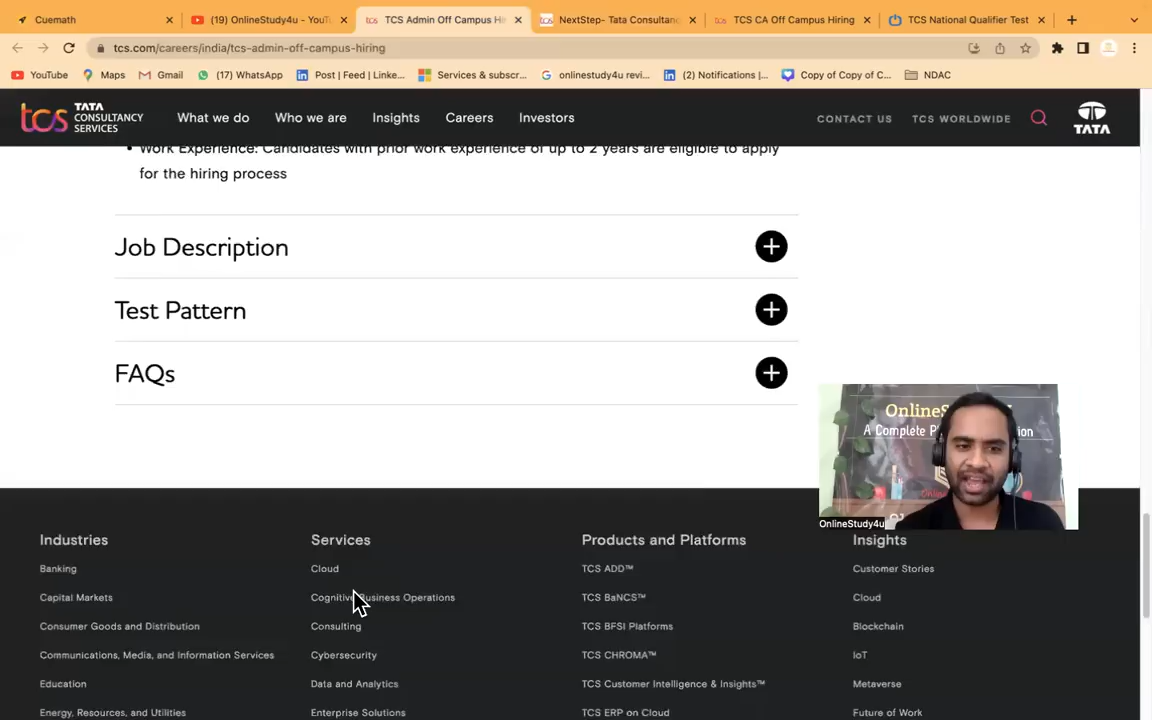 Cuemath
(19) OnlineStudy4u - YouTu
TCS Admin Off Campus Hi
NextStep- Tata Consultanc
TCS CA Off Campus Hiring
TCS National Qualifier Test
tcs.com/careers/india/tcs-admin-off-campus-hiring
YouTube
Maps
Gmail
(17) WhatsApp
Post | Feed | Linke...
Services & subscr...
onlinestudy4u revi...
(2) Notifications |...
Copy of Copy of C...
NDAC
tcs TATA CONSULTANCY SERVICES
What we do
Who we are
Insights
Careers
Investors
CONTACT US
TCS WORLDWIDE
TATA
• Work Experience: Candidates with prior work experience of up to 2 years are eligible to apply
for the hiring process
Job Description
Test Pattern
FAQs
A Complete
OnlineStudy4u
Industries
Banking
Capital Markets
Consumer Goods and Distribution
Communications, Media, and Information Services
Education
Energy, Resources, and Utilities
Services
Cloud
Cognitive Business Operations
Consulting
Cybersecurity
Data and Analytics
Enterprise Solutions
Products and Platforms
TCS ADD™
TCS BaNCS™
TCS BFSI Platforms
TCS CHROMA™
TCS Customer Intelligence & Insights™
TCS ERP on Cloud
Insights
Customer Stories
Cloud
Blockchain
IoT
Metaverse
Future of Work